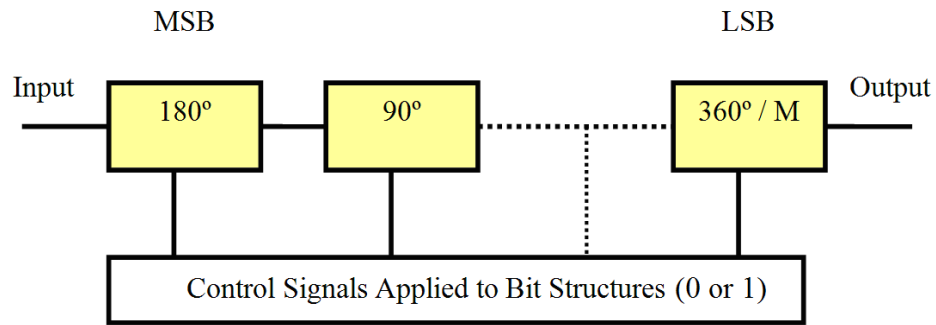 MSB
LSB
Input
180º
90º
360º / M
Output
Control Signals Applied to Bit Structures (0 or 1)